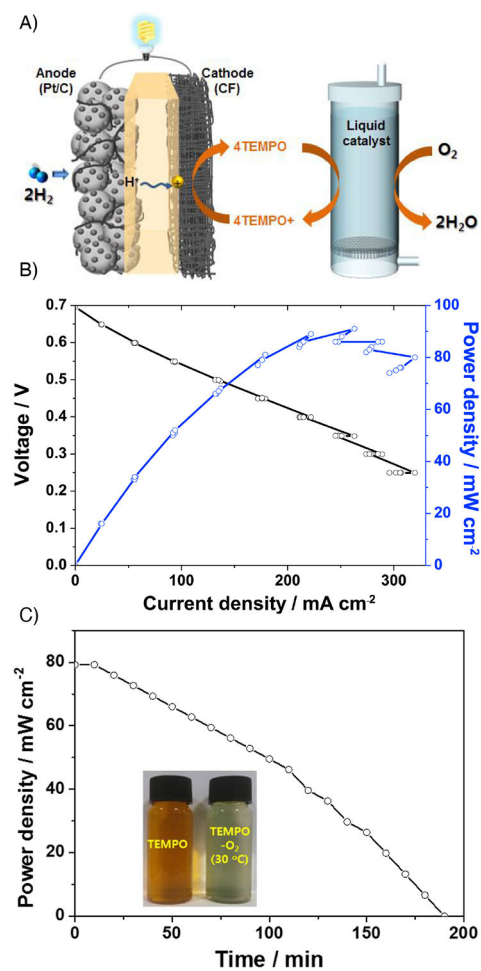 A)
Anode
(Pt/C)
Cathode
(CF)
2H2
H+
+
4TEMPO
4TEMPO+
Liquid
catalyst
O2
2H2O
B)
0.7
0.6
0.5
0.4
0.3
0.2
0.1
0.0
Voltage / V
100
80
60
40
20
0
Power density / mW cm-2
0 100 200 300
Current density / mA cm-2
C)
80
60
40
20
0
Power density / mW cm-2
TEMPO
TEMPO
-O2
(30 °C)
0 50 100 150 200
Time / min